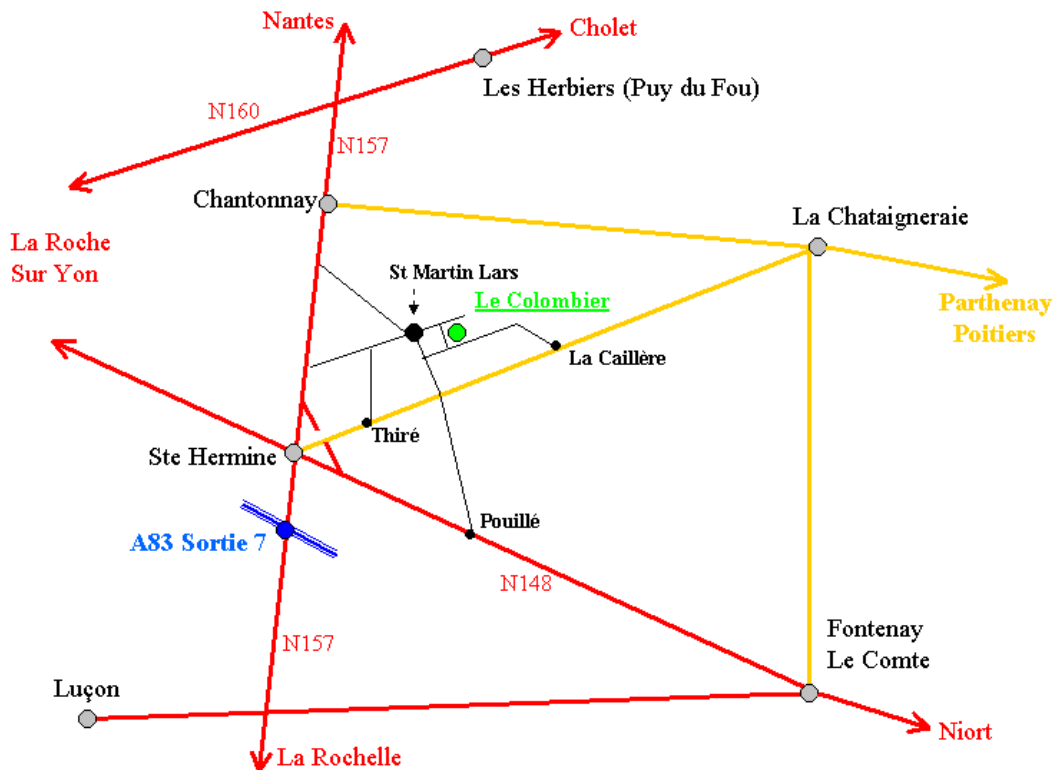 Nantes
Cholet
Les Herbiers (Puy du Fou)
N160
N157
Chantonnay
La Chataigneraie
La Roche
Sur Yon
St Martin Lars
Le Colombier
Parthenay
Poitiers
La Caillère
Thiré
Ste Hermine
Pouillé
A83 Sortie 7
N148
N157
Fontenay
Le Comte
Luçon
Niort
La Rochelle